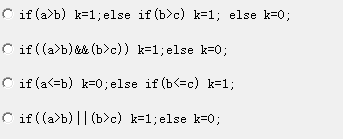 if(a>b) k=1;else if(b>c) k=1; else k=0;
if((a>b)&&(b>c)) k=1;else k=0;
if(a<=b) k=0;else if(b<=c) k=1;
if((a>b)||(b>c) k=1;else k=0;